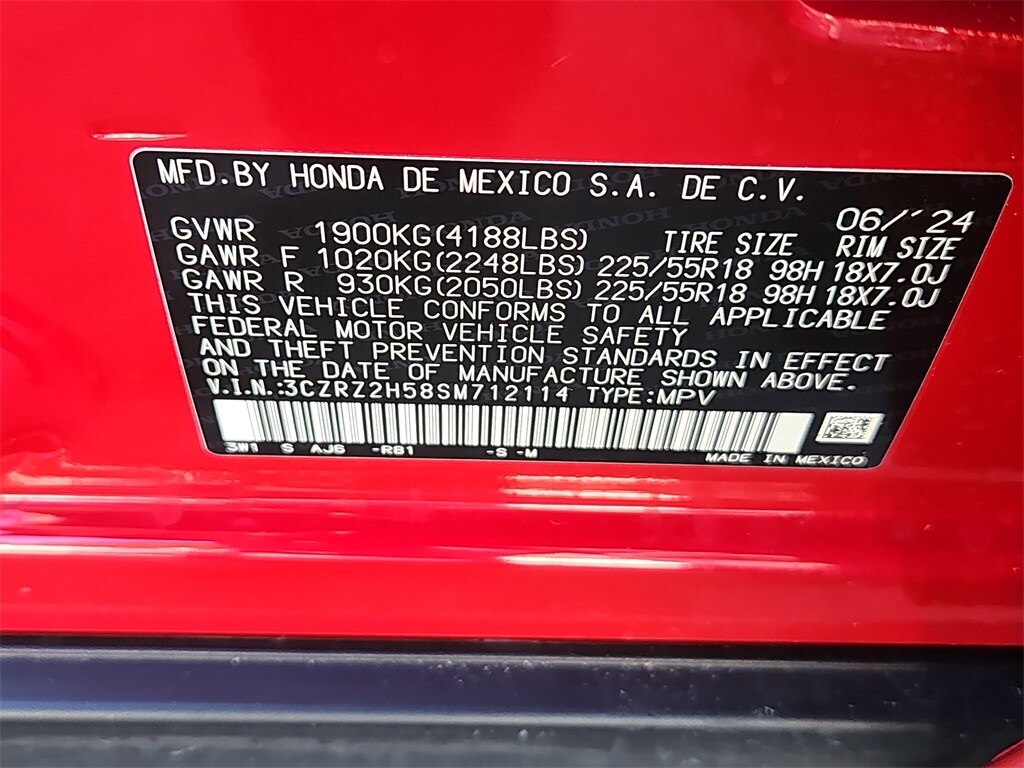 MFD.BY HONDA DE MEXICO S.A. DE C.V.
06/'24
GVWR 1900KG(4188LBS) TIRE SIZE RIM SIZE
GAWR F 1020KG(2248LBS) 225/55R18 98H 18X7.0J
GAWR R 930KG(2050LBS) 225/55R18 98H 18X7.0J
THIS VEHICLE CONFORMS TO ALL APPLICABLE
FEDERAL MOTOR VEHICLE SAFETY
AND THEFT PREVENTION STANDARDS IN EFFECT
ON THE DATE OF MANUFACTURE SHOWN ABOVE.
V.I.N.:3CZRZ2H58SM712114 TYPE:MPV
3W1 S AJ6 -R81 -S -M
MADE IN MEXICO